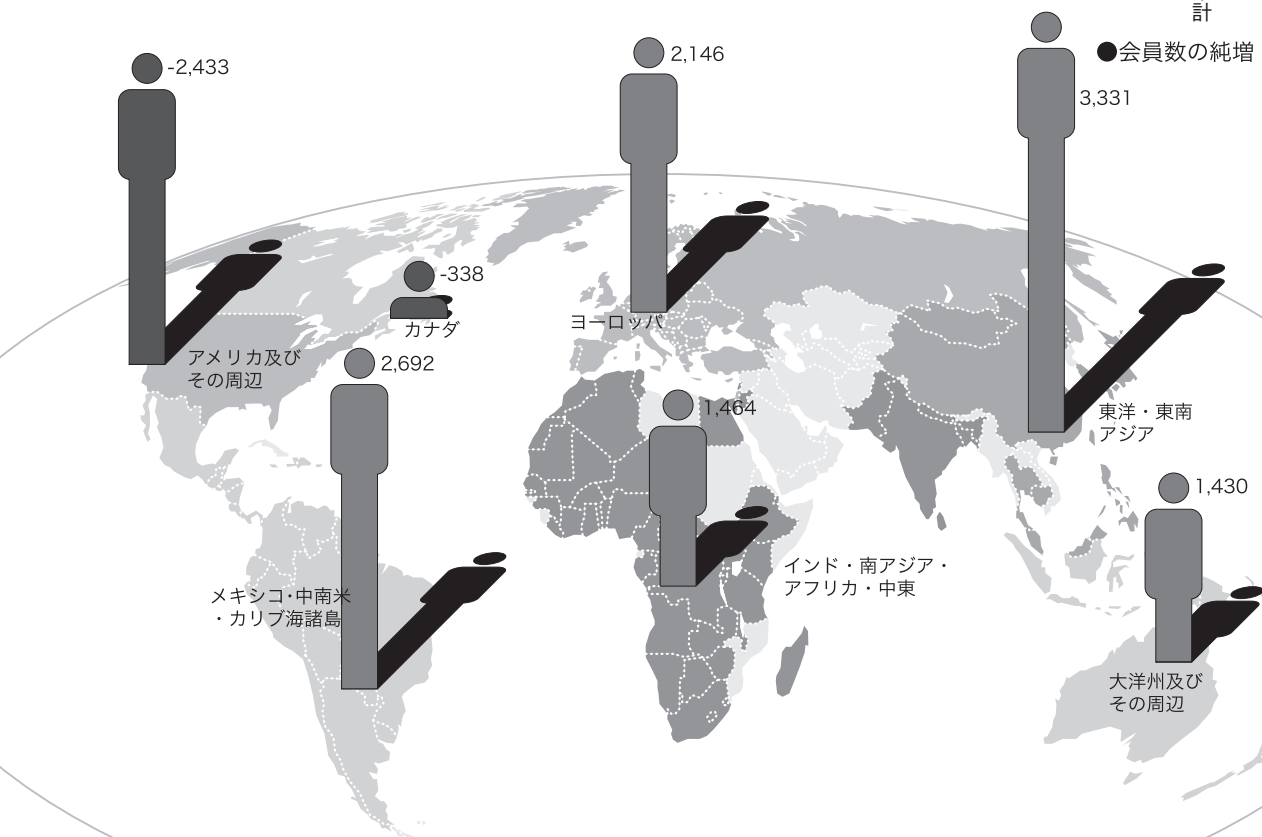 計
●会員数の純増
-2,433
2,146
3,331
-338
カナダ
ヨーロッパ
アメリカ及び
その周辺
2,692
1,464
東洋・東南
アジア
1,430
インド・南アジア・
アフリカ・中東
メキシコ・中南米
・カリブ海諸島
大洋州及び
その周辺